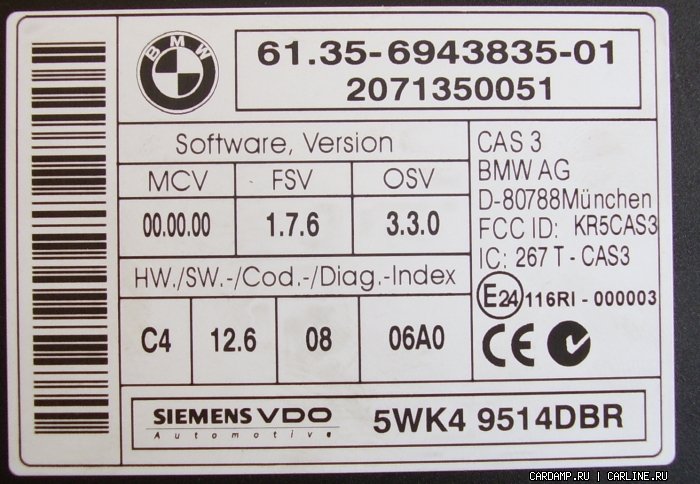 BMW
61.35-6943835-01
2071350051
Software, Version
MCV FSV OSV
00.00.00 1.7.6 3.3.0
HW./SW.-/Cod.-/Diag.-Index
C4 12.6 08 06A0
CAS 3
BMW AG
D-80788München
FCC ID: KR5CAS3
IC: 267 T - CAS3
E24 116RI - 000003
CE
SIEMENS VDO
Automotive
5WK4 9514DBR
CARDAMP.RU | CARLINE.RU